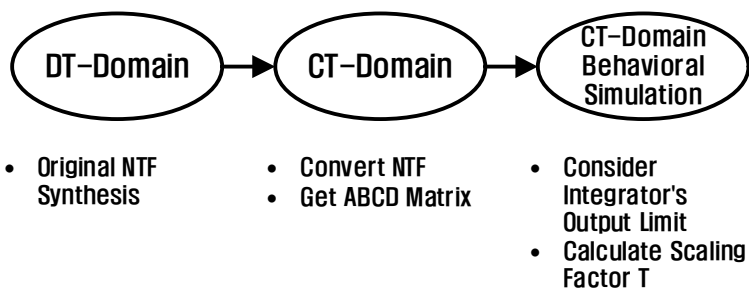 DT-Domain
CT-Domain
CT-Domain
Behavioral
Simulation
• Original NTF
Synthesis
• Convert NTF
• Get ABCD Matrix
• Consider
Integrator's
Output Limit
• Calculate Scaling
Factor T